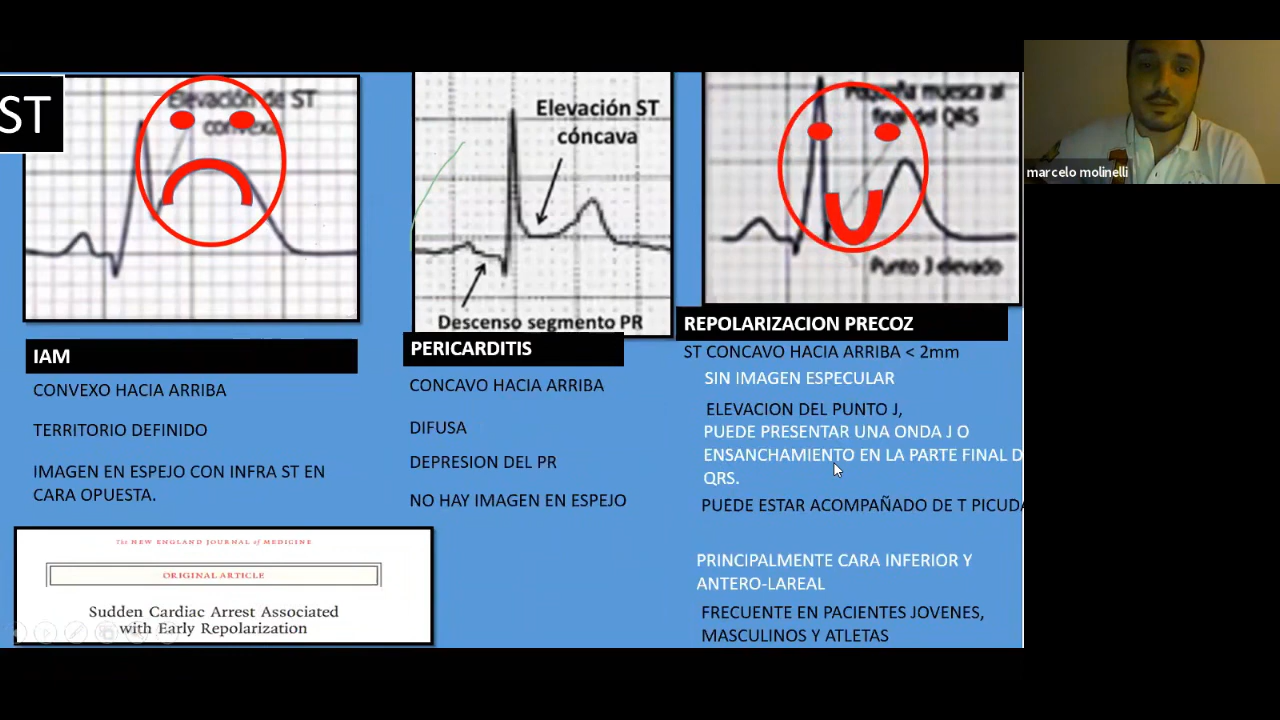 ST
Elevación de ST
convexa
IAM
CONVEXO HACIA ARRIBA
TERRITORIO DEFINIDO
IMAGEN EN ESPEJO CON INFRA ST EN
CARA OPUESTA.
The NEW ENGLAND JOURNAL of MEDICINE
ORIGINAL ARTICLE
Sudden Cardiac Arrest Associated
with Early Repolarization
Elevación ST
cóncava
Descenso segmento PR
PERICARDITIS
CONCAVO HACIA ARRIBA
DIFUSA
DEPRESION DEL PR
NO HAY IMAGEN EN ESPEJO
Pequeña muesca al
final del QRS
Punto J elevado
REPOLARIZACION PRECOZ
ST CONCAVO HACIA ARRIBA < 2mm
SIN IMAGEN ESPECULAR
ELEVACION DEL PUNTO J,
PUEDE PRESENTAR UNA ONDA J O
ENSANCHAMIENTO EN LA PARTE FINAL D
QRS.
PUEDE ESTAR ACOMPAÑADO DE T PICUDA
PRINCIPALMENTE CARA INFERIOR Y
ANTERO-LAREAL
FRECUENTE EN PACIENTES JOVENES,
MASCULINOS Y ATLETAS
marcelo molinelli